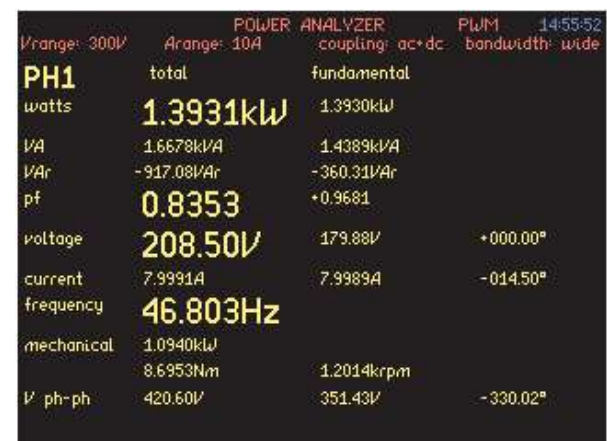 POWER ANALYZER PWM 14:55:52
Vrange: 300V Arange: 10A coupling: ac+dc bandwidth: wide
PH1 total fundamental
watts 1.3931kW 1.3930kW
VA 1.6678kVA 1.4389kVA
VAr -917.08VAr -360.31VAr
pf 0.8353 +0.9681
voltage 208.50V 179.88V +000.00°
current 7.9991A 7.9989A -014.50°
frequency 46.803Hz
mechanical 1.0940kW
8.6953Nm 1.2014krpm
V ph-ph 420.60V 351.43V -330.02°